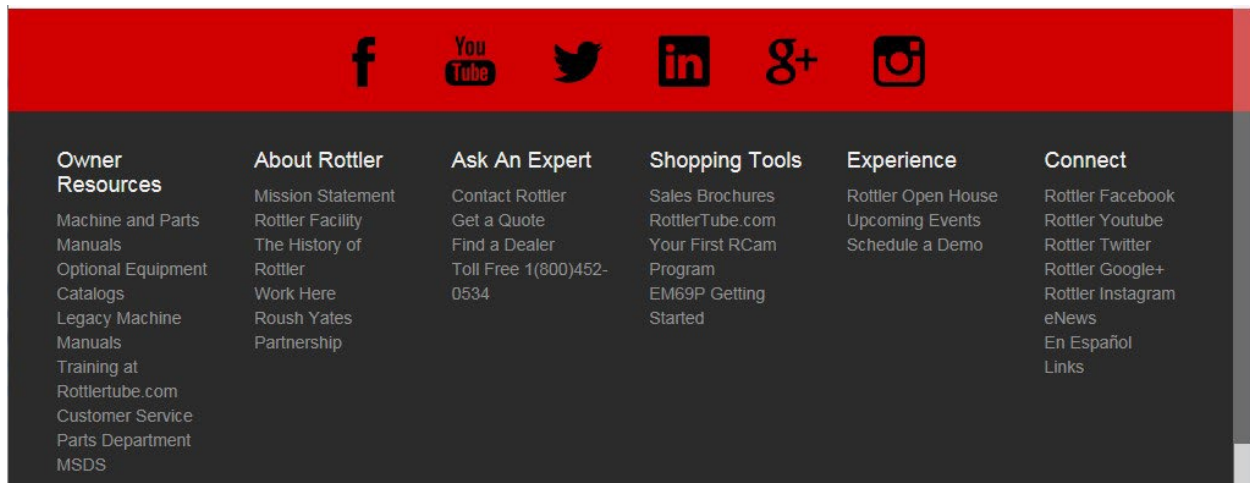 f
You
Tube
in
g+
Owner
Resources
Machine and Parts
Manuals
Optional Equipment
Catalogs
Legacy Machine
Manuals
Training at
Rottlertube.com
Customer Service
Parts Department
MSDS
About Rottler
Mission Statement
Rottler Facility
The History of
Rottler
Work Here
Roush Yates
Partnership
Ask An Expert
Contact Rottler
Get a Quote
Find a Dealer
Toll Free 1(800)452-
0534
Shopping Tools
Sales Brochures
RottlerTube.com
Your First RCam
Program
EM69P Getting
Started
Experience
Rottler Open House
Upcoming Events
Schedule a Demo
Connect
Rottler Facebook
Rottler Youtube
Rottler Twitter
Rottler Google+
Rottler Instagram
eNews
En Español
Links